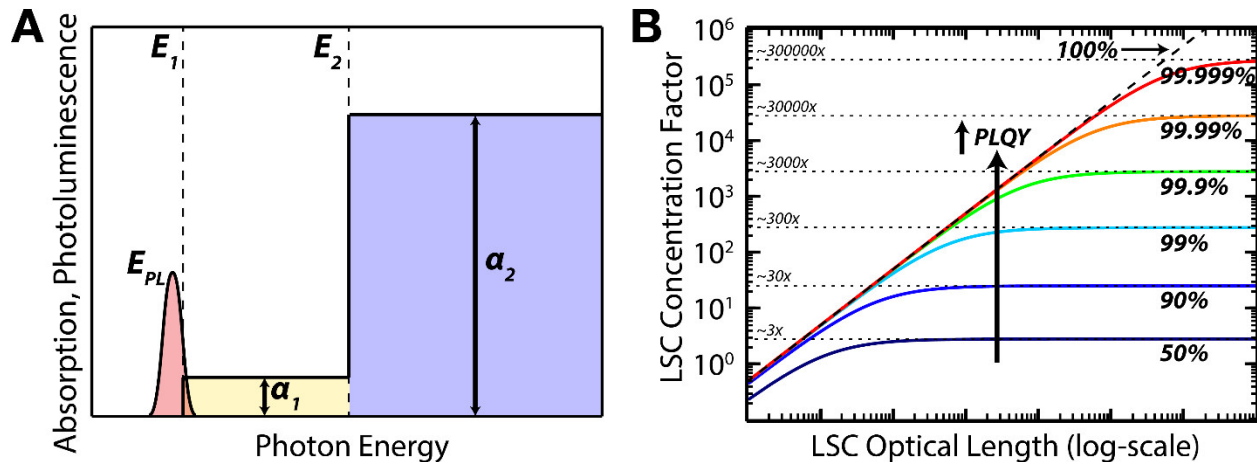 A
E1
E2
EPL
α1
α2
Absorption, Photoluminescence
Photon Energy
B
10^6
10^5
10^4
10^3
10^2
10^1
10^0
LSC Concentration Factor
LSC Optical Length (log-scale)
~300000x
~30000x
~3000x
~300x
~30x
~3x
PLQY
100%
99.999%
99.99%
99.9%
99%
90%
50%